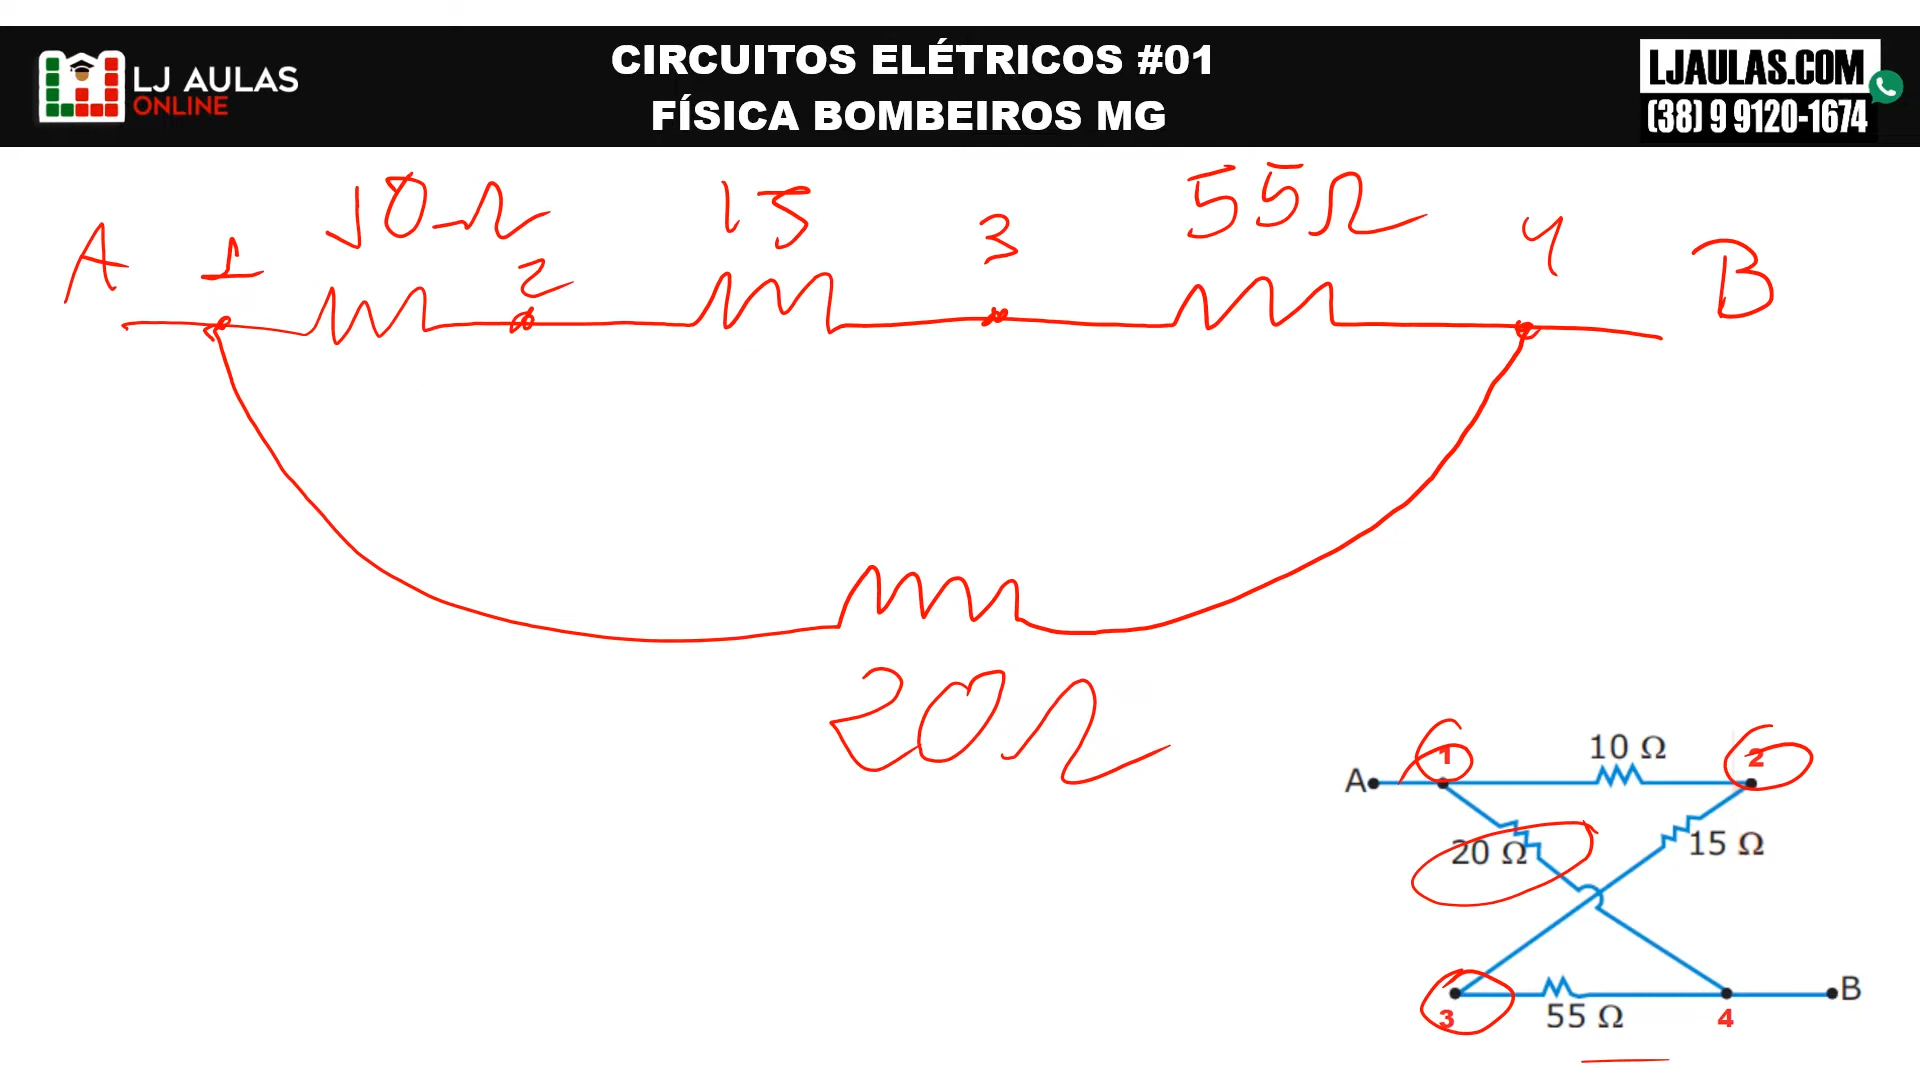 LJ AULAS
ONLINE
CIRCUITOS ELÉTRICOS #01
FÍSICA BOMBEIROS MG
LJAULAS.COM
(38) 9 9120-1674
A 1 10Ω 2 15 3 55Ω 4 B
20Ω
A 1 10 Ω 2
20 Ω 15 Ω
3 55 Ω 4 B